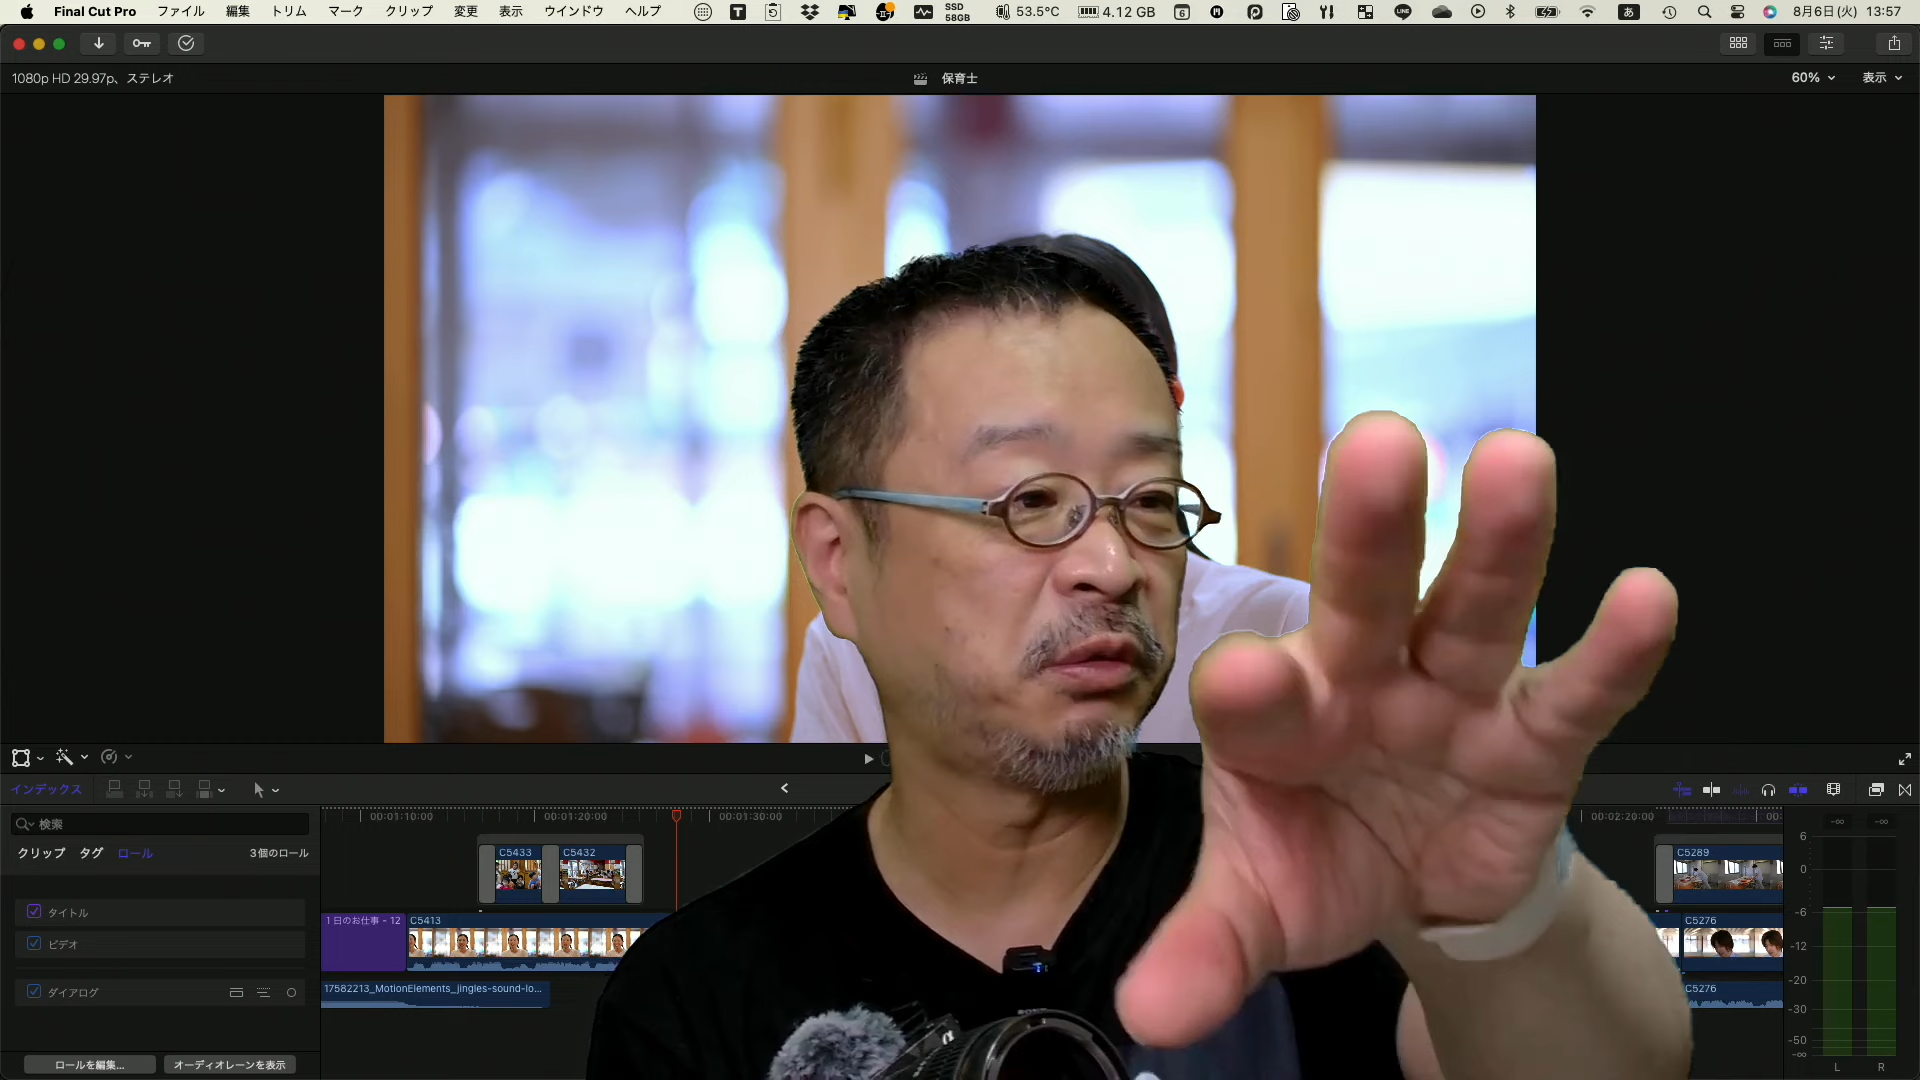 Final Cut Pro ファイル 編集 トリム マーク クリップ 変更 表示 ウインドウ ヘルプ SSD 58GB 53.5°C 4.12 GB 6 あ 8月6日(火) 13:57
1080p HD 29.97p、ステレオ 保育士 60% 表示
インデックス
検索
クリップ タグ ロール 3個のロール
タイトル
ビデオ
ダイアログ
ロールを編集... オーディオレーンを表示
00:01:10:00 00:01:20:00 00:01:30:00 00:02:20:00
C5433 C5432 C5289
1日のお仕事 - 12 C5413 C5276
17582213_MotionElements_jingles-sound-lo... C5276
SONY
α
-∞ -∞
6
0
-6
-12
-20
-30
-50
-∞
L R